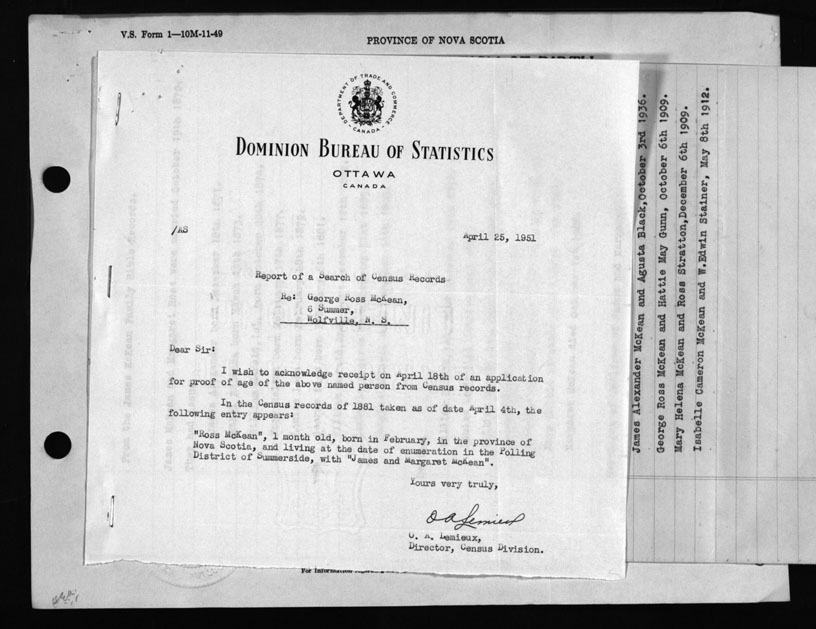 V.S. Form 1—10M-11-49
PROVINCE OF NOVA SCOTIA
DEPARTMENT OF TRADE AND COMMERCE
CANADA
DOMINION BUREAU OF STATISTICS
OTTAWA
CANADA
/AS
April 25, 1951
Report of a Search of Census Records
Re: George Ross McKean,
6 Summer,
Wolfville, N. S.
Dear Sir:
I wish to acknowledge receipt on April 18th of an application
for proof of age of the above named person from Census records.
In the Census records of 1881 taken as of date April 4th, the
following entry appears:
"Ross McKean", 1 month old, born in February, in the province of
Nova Scotia, and living at the date of enumeration in the Polling
District of Summerside, with "James and Margaret McKean".
Yours very truly,
O A Lemieux
O. A. Lemieux,
Director, Census Division.
For Information
James Alexander McKean and Agusta Black,October 3rd 1936.
George Ross McKean and Hattie May Gunn, October 6th 1909.
Mary Helena McKean and Ross Stratton,December 6th 1909.
Isabelle Cameron McKean and W.Edwin Stainer, May 8th 1912.